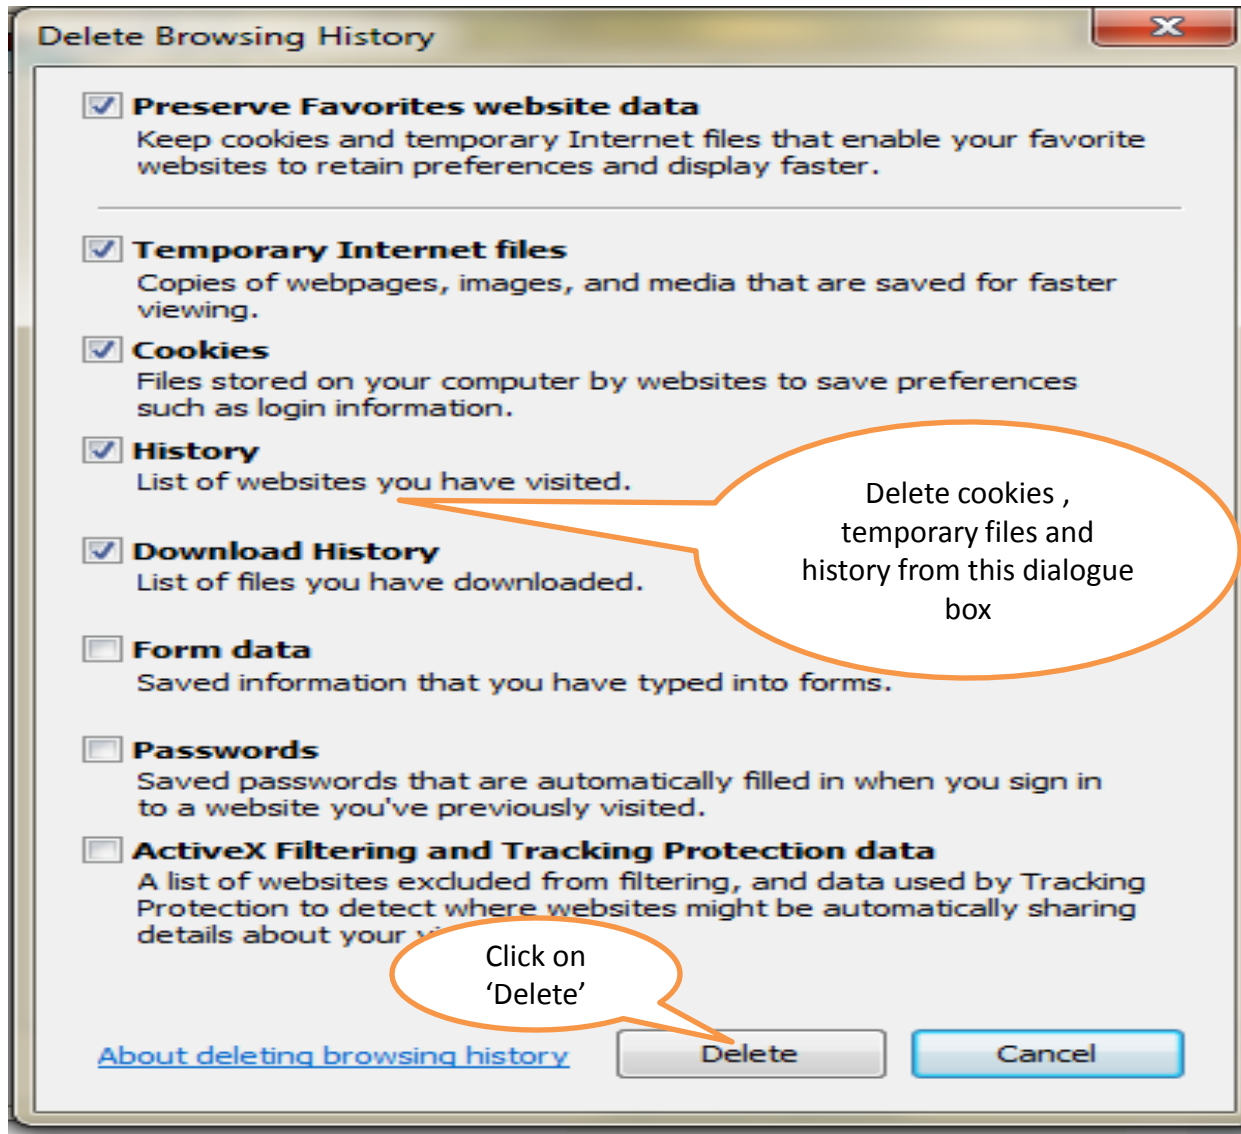 Delete Browsing History
Preserve Favorites website data
Keep cookies and temporary Internet files that enable your favorite
websites to retain preferences and display faster.
Temporary Internet files
Copies of webpages, images, and media that are saved for faster
viewing.
Cookies
Files stored on your computer by websites to save preferences
such as login information.
History
List of websites you have visited.
Delete cookies ,
temporary files and
history from this dialogue
box
Download History
List of files you have downloaded.
Form data
Saved information that you have typed into forms.
Passwords
Saved passwords that are automatically filled in when you sign in
to a website you've previously visited.
ActiveX Filtering and Tracking Protection data
A list of websites excluded from filtering, and data used by Tracking
Protection to detect where websites might be automatically sharing
details about your
Click on
‘Delete’
About deleting browsing history
Delete
Cancel